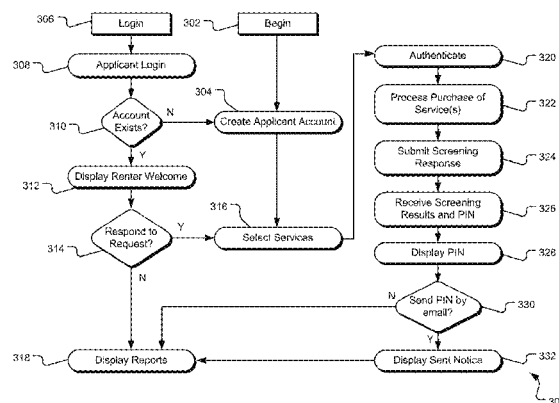 306
Login
302
Begin
308
Applicant Login
Authenticate
320
310
Account
Exists?
N
304
Create Applicant Account
Process Purchase of
Service(s)
322
Y
312
Display Renter Welcome
Submit Screening
Response
324
314
Respond to
Request?
Y
316
Select Services
Receive Screening
Results and PIN
326
N
Display PIN
328
N
Send PIN by
email?
330
Y
318
Display Reports
Display Sent Notice
332